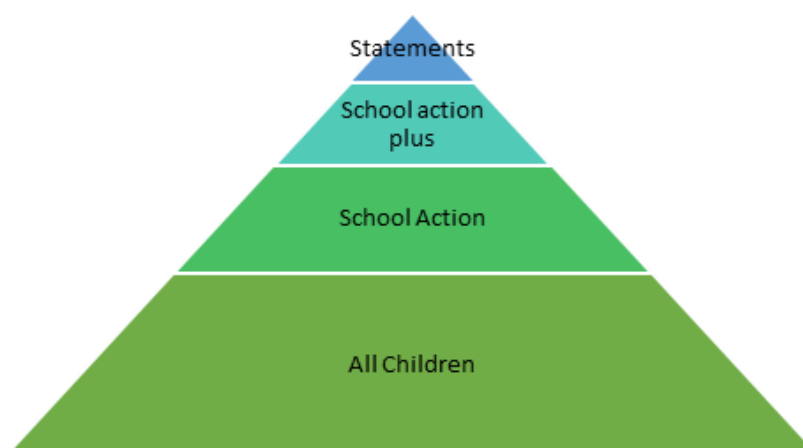 Statements
School action
plus
School Action
All Children